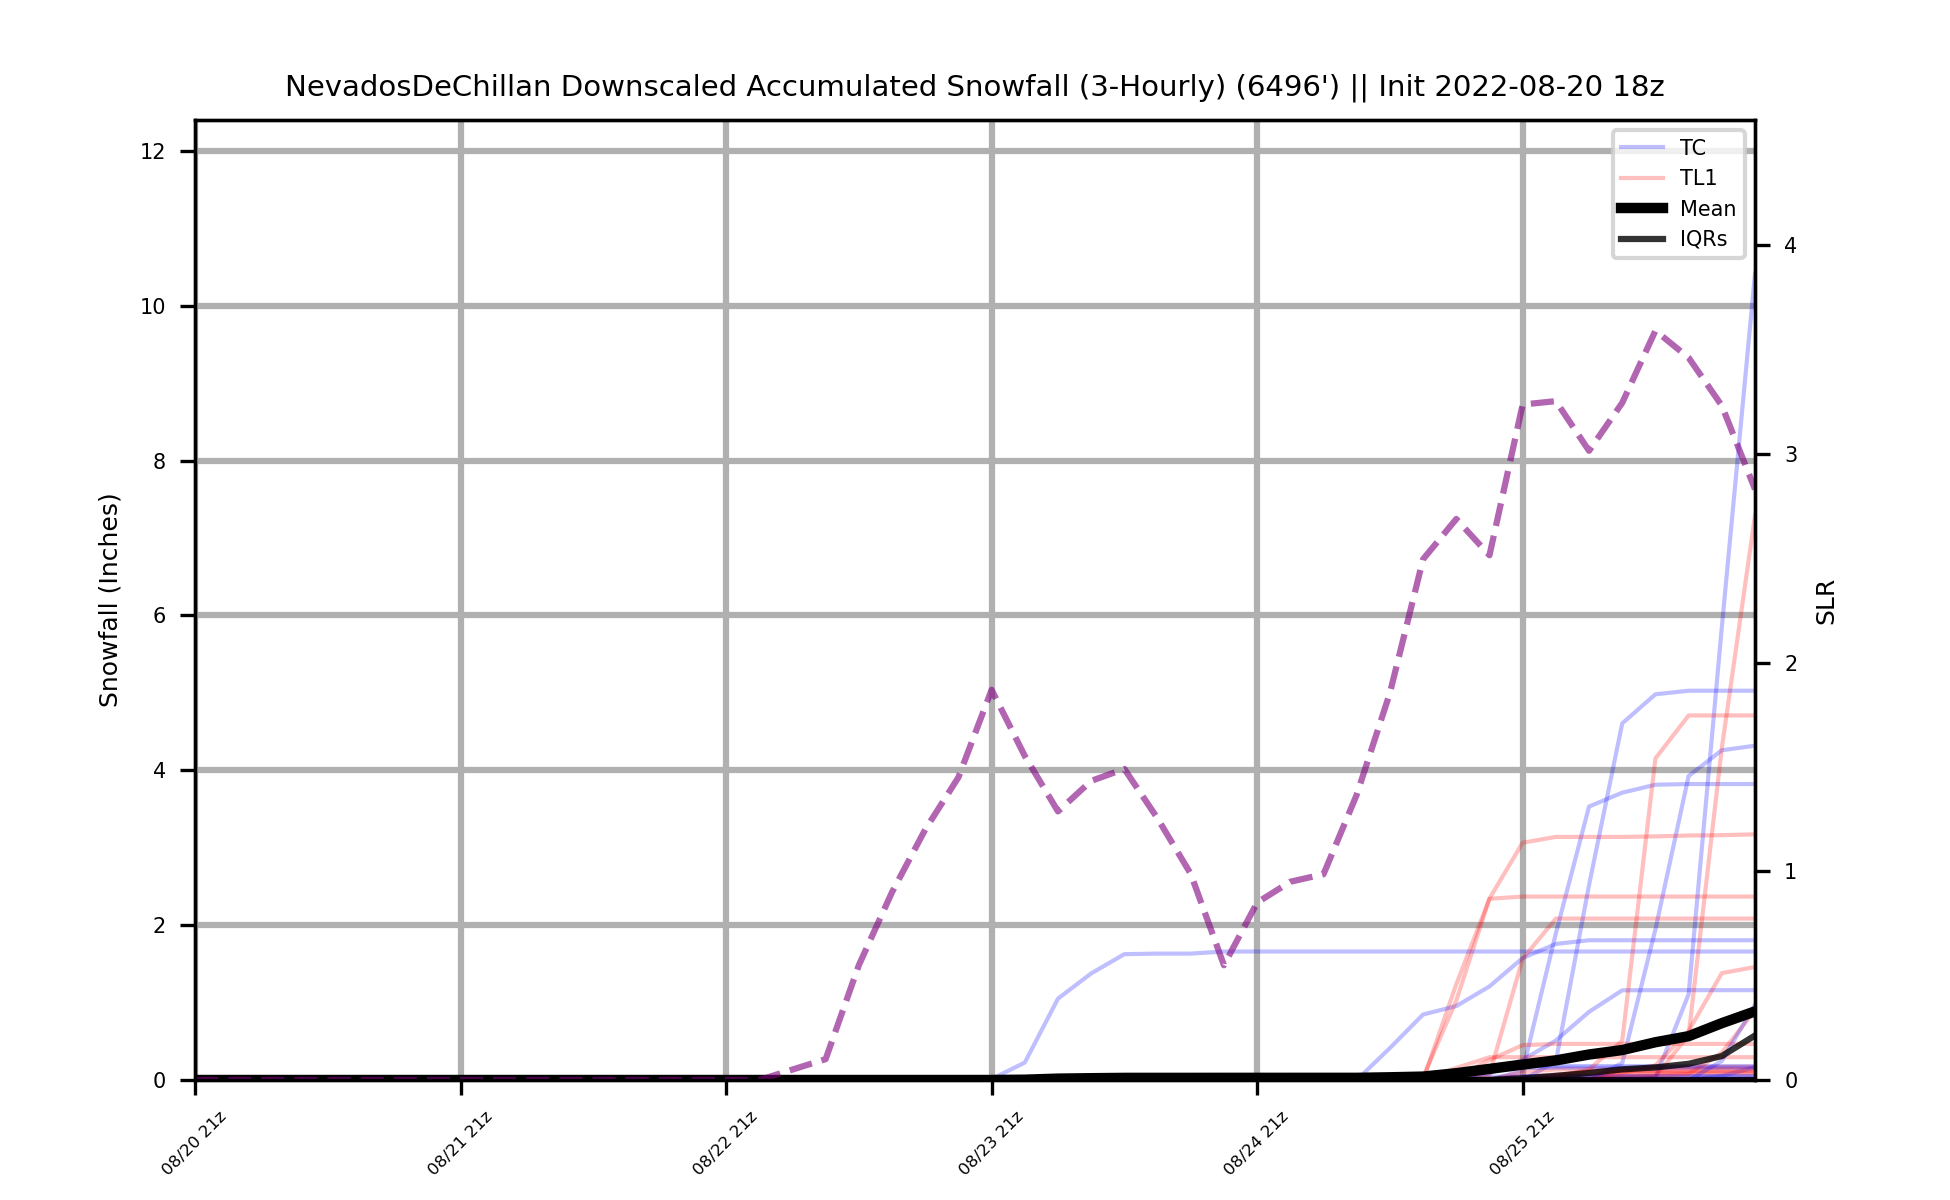 NevadosDeChillan Downscaled Accumulated Snowfall (3-Hourly) (6496') || Init 2022-08-20 18z
TC
TL1
Mean
IQRs
12
10
8
6
4
2
0
Snowfall (Inches)
4
3
2
1
0
SLR
08/20 21z
08/21 21z
08/22 21z
08/23 21z
08/24 21z
08/25 21z